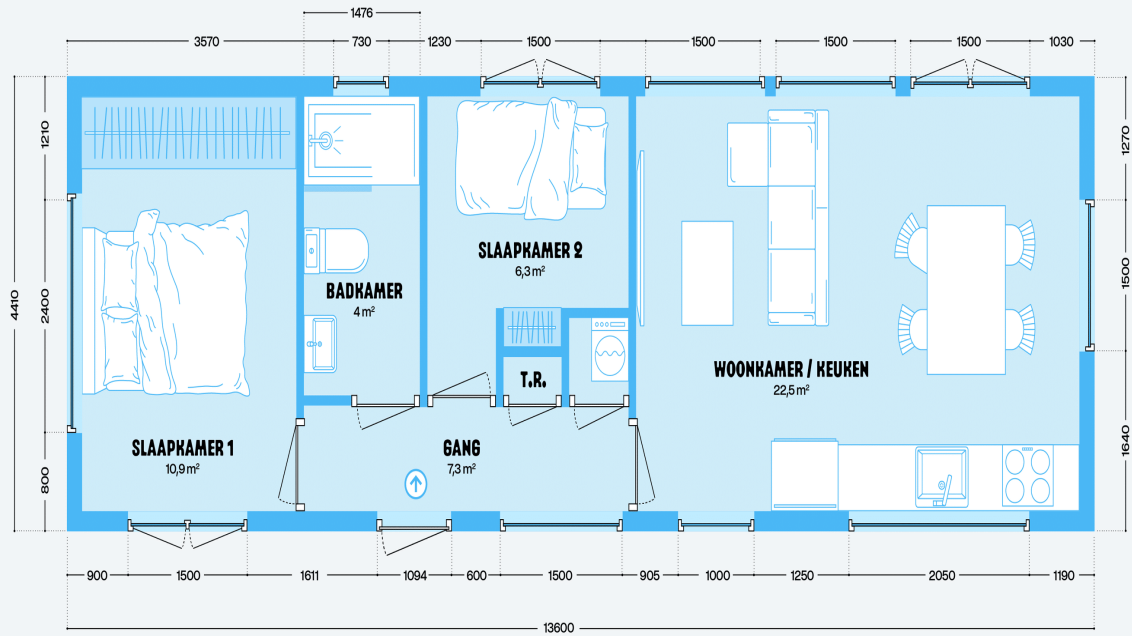 1476
3570
730
1230
1500
1500
1500
1500
1030
4410
1210
2400
800
1270
1500
1640
SLAAPKAMER 2
6,3 m²
BADKAMER
4 m²
T.R.
WOONKAMER / KEUKEN
22,5 m²
SLAAPKAMER 1
10,9 m²
GANG
7,3 m²
900
1500
1611
1094
600
1500
905
1000
1250
2050
1190
13600